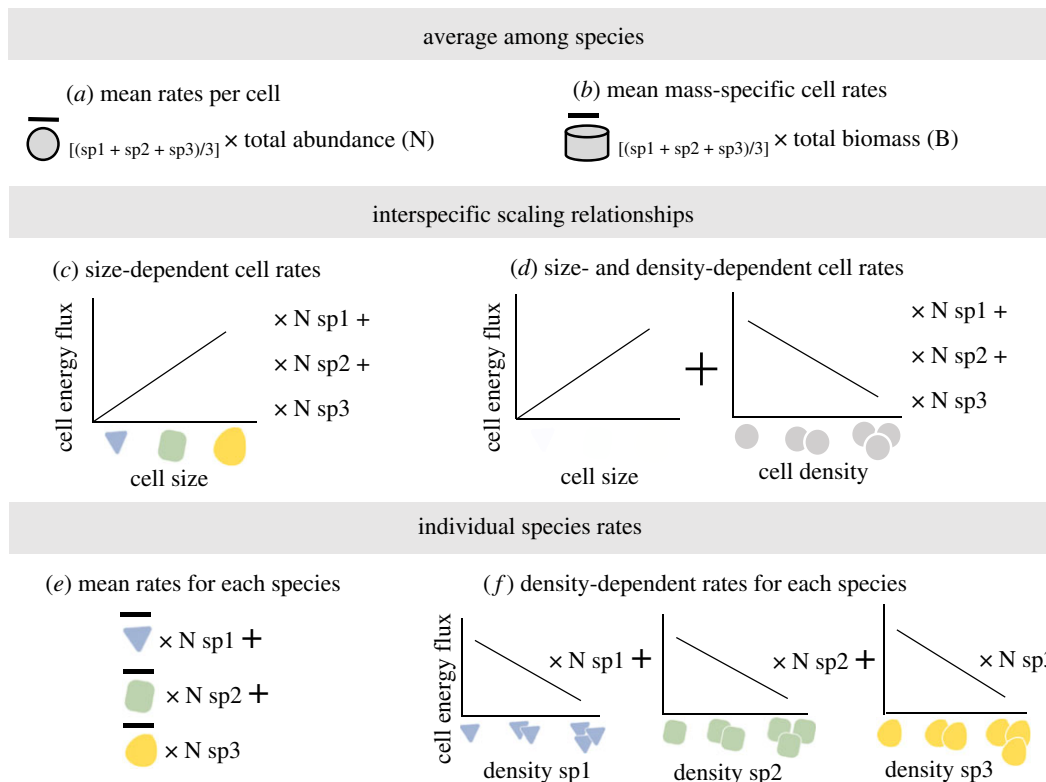 average among species
(a) mean rates per cell
[(sp1 + sp2 + sp3)/3] × total abundance (N)
(b) mean mass-specific cell rates
[(sp1 + sp2 + sp3)/3] × total biomass (B)
interspecific scaling relationships
(c) size-dependent cell rates
cell energy flux
× N sp1 +
× N sp2 +
× N sp3
cell size
(d) size- and density-dependent cell rates
cell energy flux
cell size
+
cell density
× N sp1 +
× N sp2 +
× N sp3
individual species rates
(e) mean rates for each species
× N sp1 +
× N sp2 +
× N sp3
(f) density-dependent rates for each species
cell energy flux
× N sp1 +
× N sp2 +
× N sp3
density sp1
density sp2
density sp3